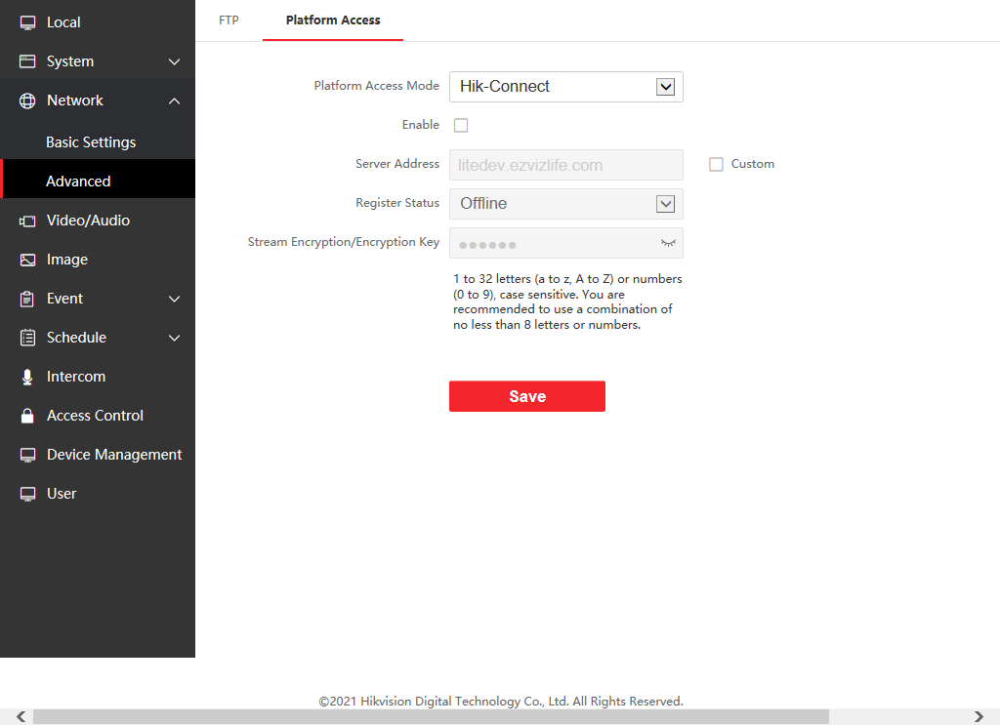 Local
System
Network
Basic Settings
Advanced
Video/Audio
Image
Event
Schedule
Intercom
Access Control
Device Management
User
FTP
Platform Access
Platform Access Mode
Hik-Connect
Enable
Server Address
litedev.ezvizlife.com
Custom
Register Status
Offline
Stream Encryption/Encryption Key
●●●●●●
1 to 32 letters (a to z, A to Z) or numbers
(0 to 9), case sensitive. You are
recommended to use a combination of
no less than 8 letters or numbers.
Save
©2021 Hikvision Digital Technology Co., Ltd. All Rights Reserved.